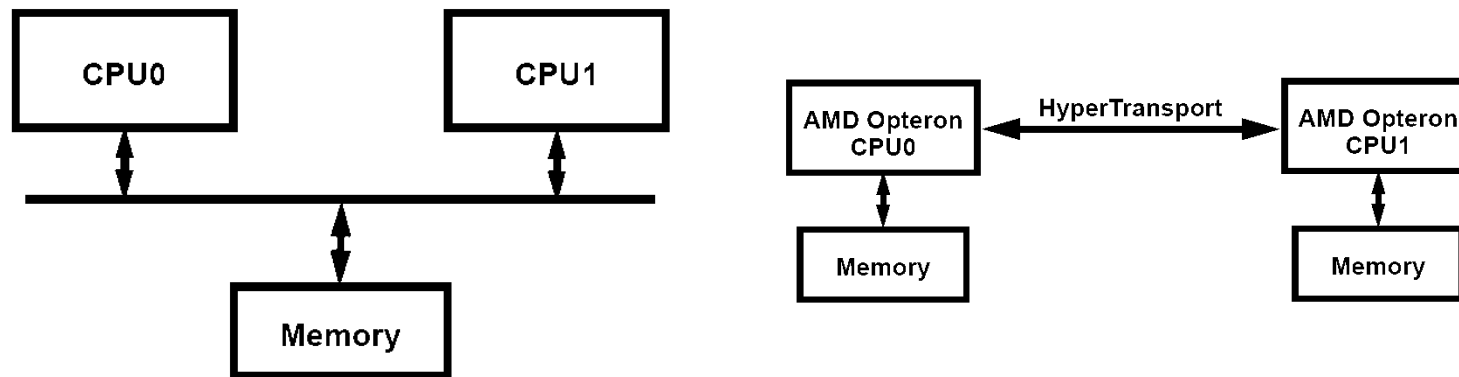 CPU0
CPU1
Memory
AMD Opteron
CPU0
HyperTransport
AMD Opteron
CPU1
Memory
Memory